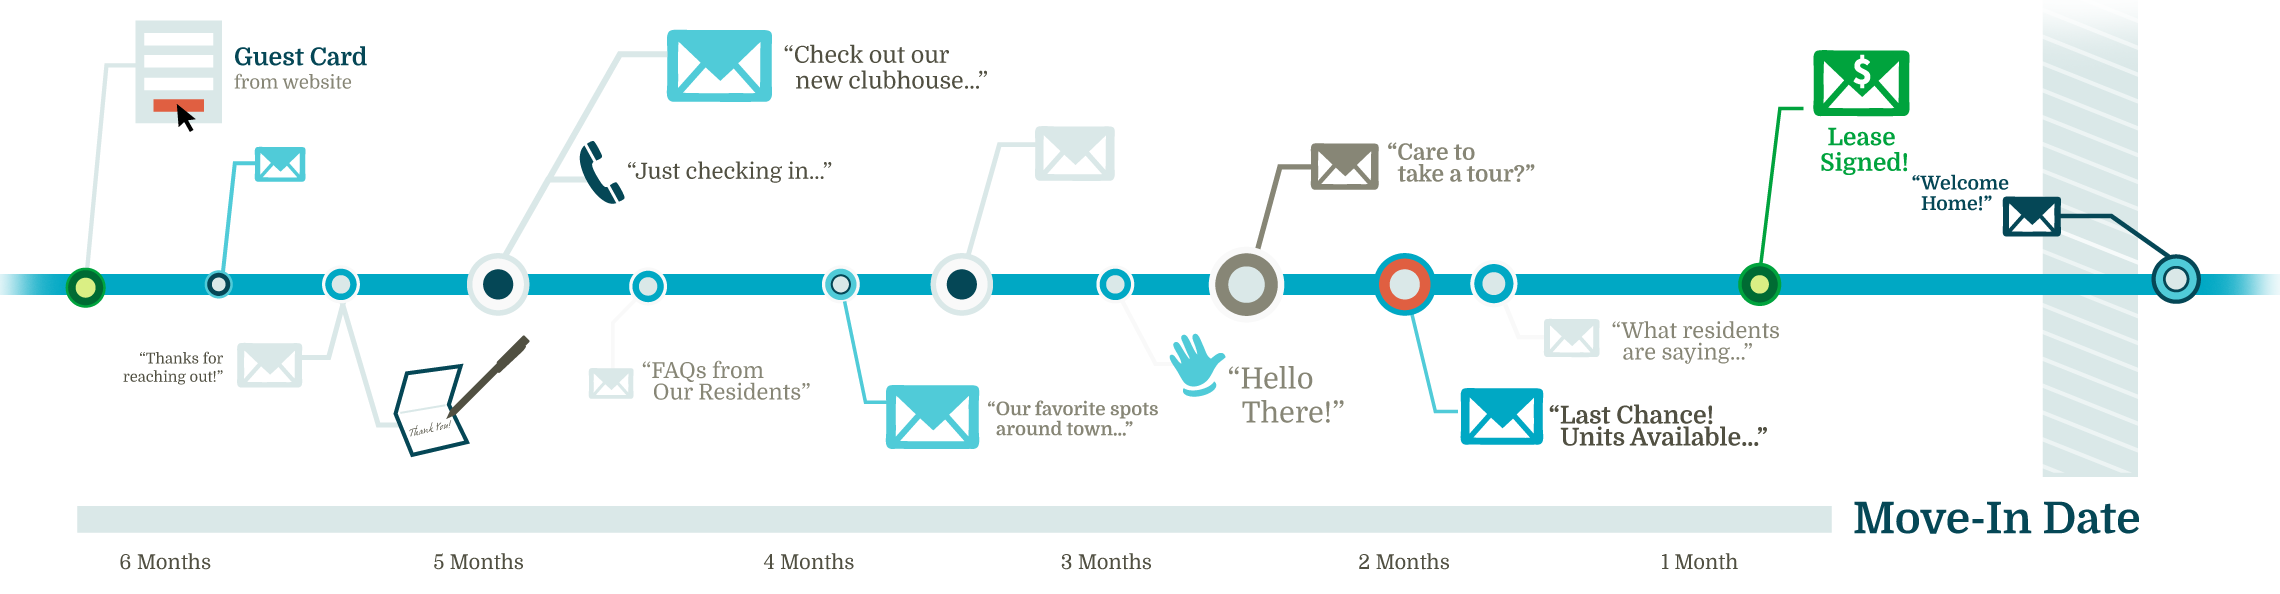 Guest Card
from website
“Check out our
new clubhouse...”
“Just checking in...”
“Care to
take a tour?”
$
Lease
Signed!
“Welcome
Home!”
“Thanks for
reaching out!”
Thank You!
“FAQs from
Our Residents”
“Our favorite spots
around town...”
“Hello
There!”
“Last Chance!
Units Available...”
“What residents
are saying...”
Move-In Date
6 Months
5 Months
4 Months
3 Months
2 Months
1 Month